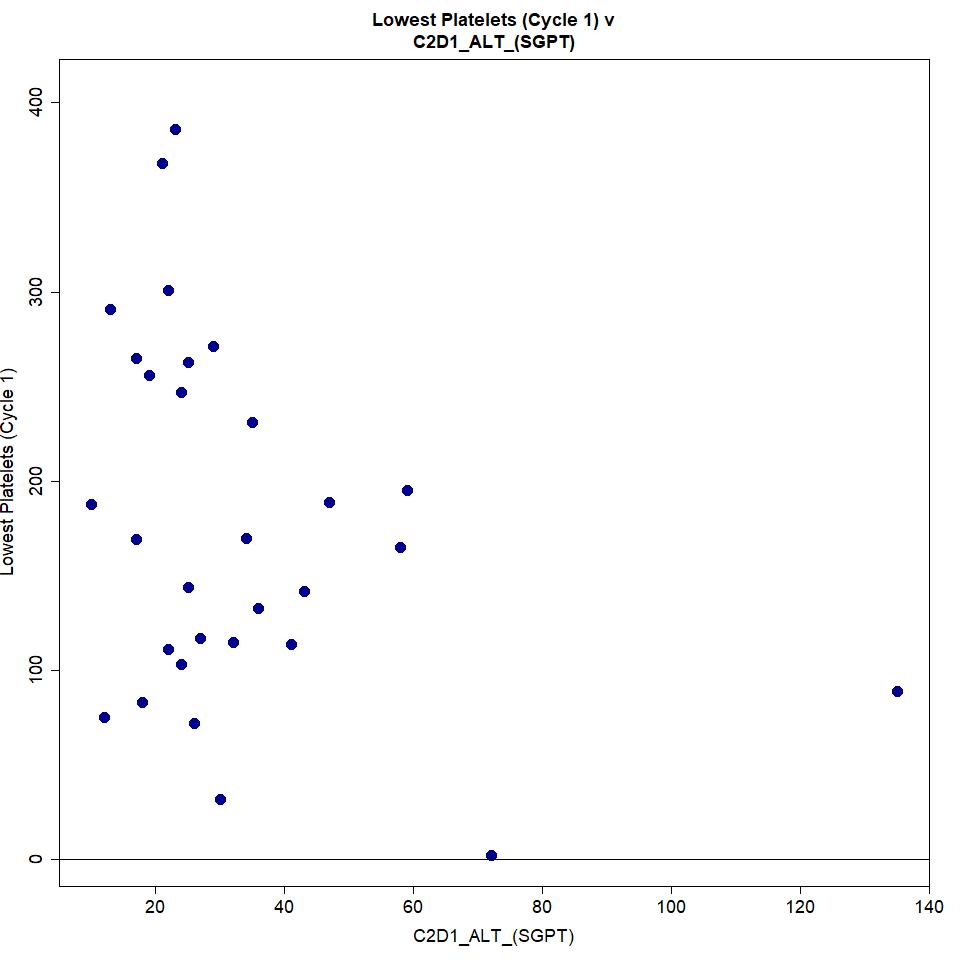 Lowest Platelets (Cycle 1) v
C2D1_ALT_(SGPT)
400
300
200
100
0
Lowest Platelets (Cycle 1)
20 40 60 80 100 120 140
C2D1_ALT_(SGPT)